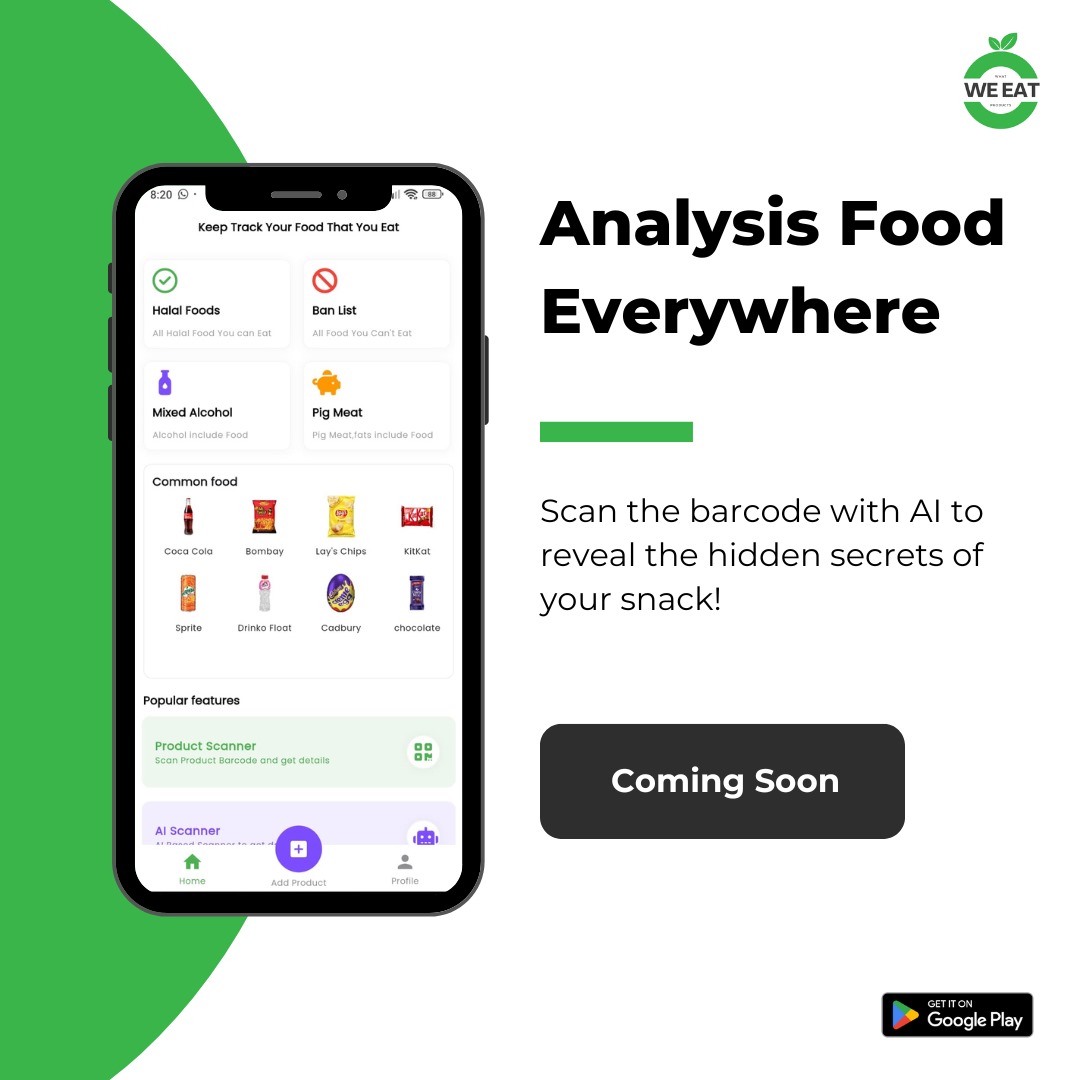 WHAT
WE EAT
PRODUCTS
Analysis Food
Everywhere
Scan the barcode with AI to
reveal the hidden secrets of
your snack!
Coming Soon
GET IT ON
Google Play
8:20
88
Keep Track Your Food That You Eat
Halal Foods
All Halal Food You can Eat
Ban List
All Food You Can't Eat
Mixed Alcohol
Alcohol include Food
Pig Meat
Pig Meat,fats include Food
Common food
Coca Cola
Bombay
Lay's Chips
KitKat
Sprite
Drinko Float
Cadbury
chocolate
Popular features
Product Scanner
Scan Product Barcode and get details
AI Scanner
AI Based Scanner to get
Home
Add Product
Profile